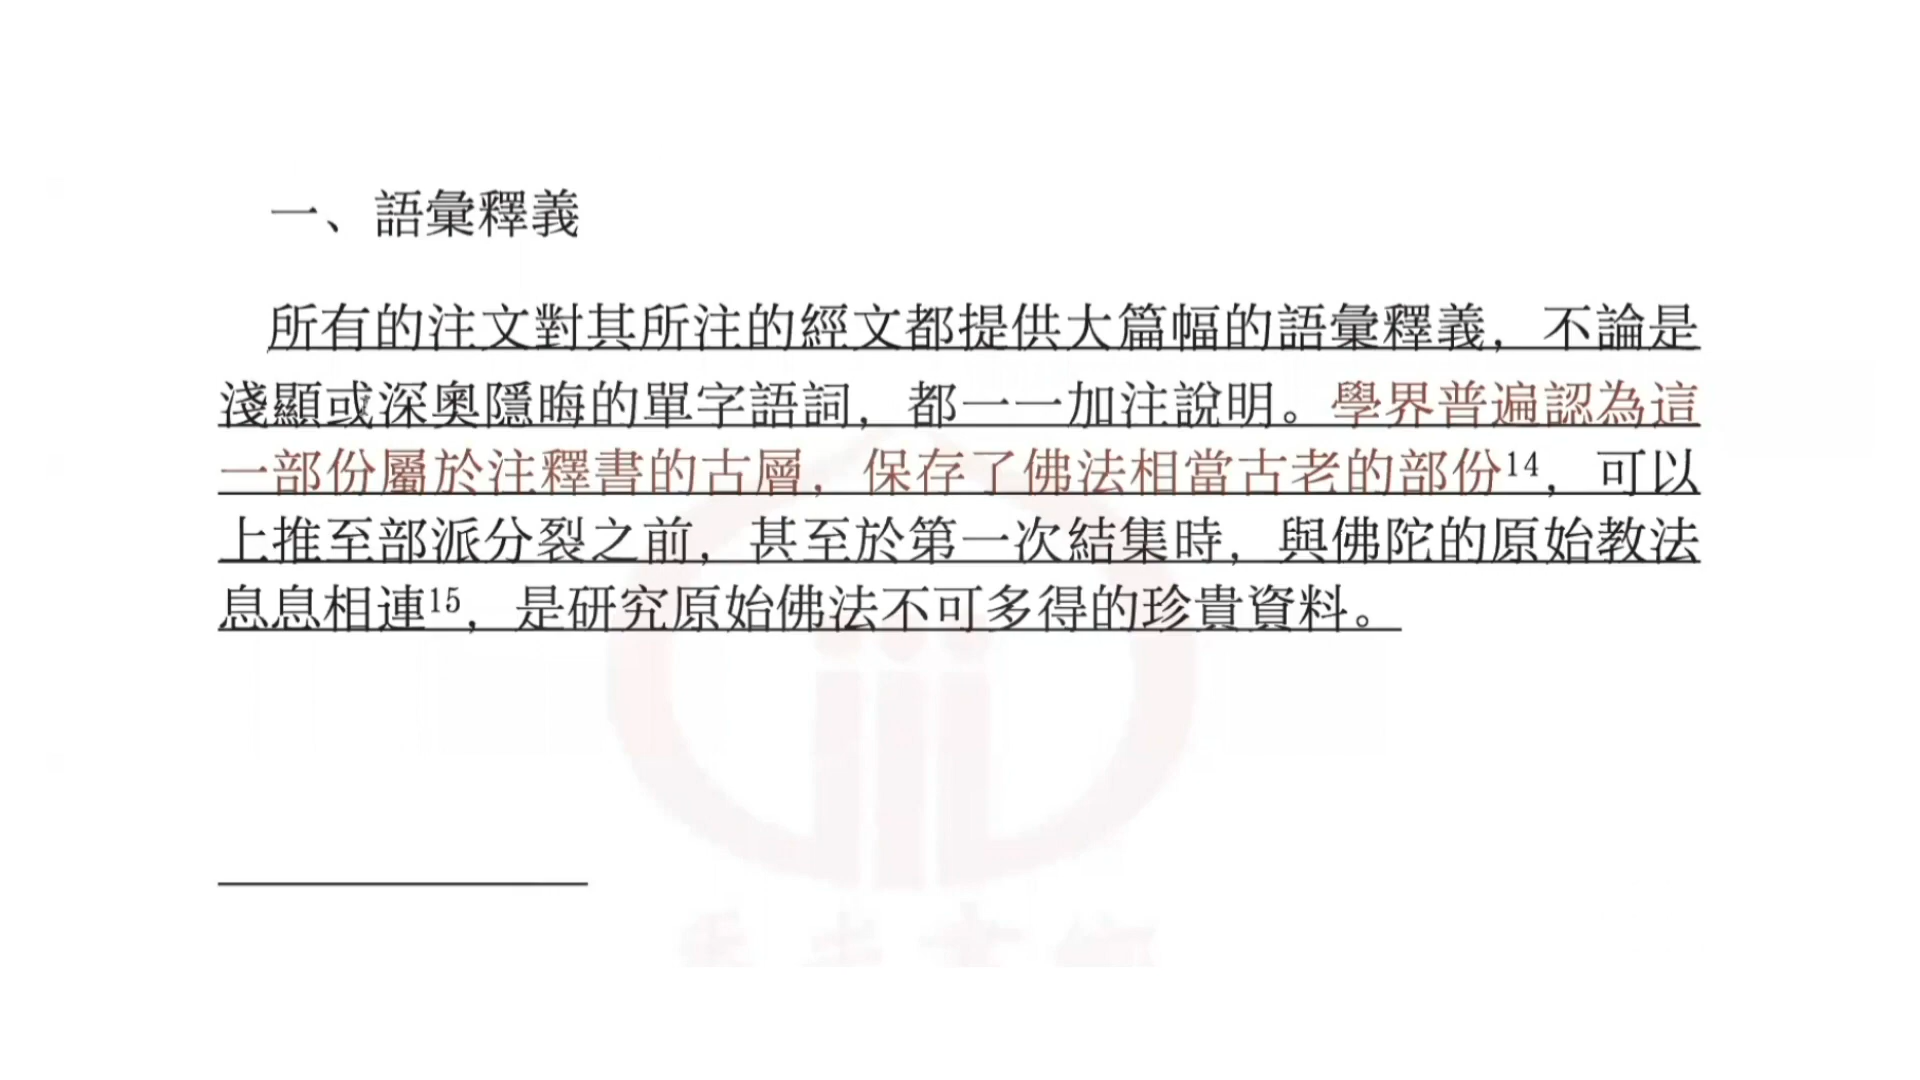 一、語彙釋義
所有的注文對其所注的經文都提供大篇幅的語彙釋義，不論是
淺顯或深奧隱晦的單字語詞，都一一加注說明。學界普遍認為這
一部份屬於注釋書的古層，保存了佛法相當古老的部份14，可以
上推至部派分裂之前，甚至於第一次結集時，與佛陀的原始教法
息息相連15，是研究原始佛法不可多得的珍貴資料。